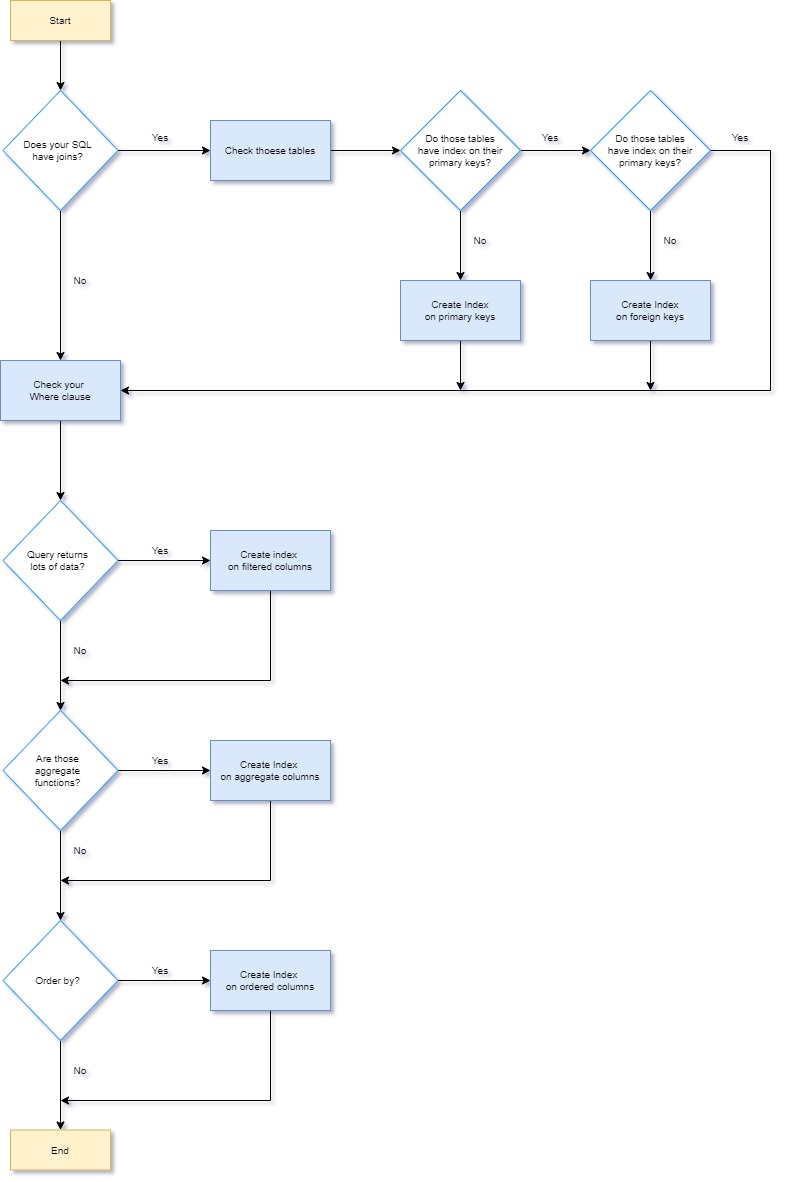 Start
Does your SQL
have joins?
Yes
Check thoese tables
Do those tables
have index on their
primary keys?
Yes
Do those tables
have index on their
primary keys?
Yes
No
No
No
Create Index
on primary keys
Create Index
on foreign keys
Check your
Where clause
Query returns
lots of data?
Yes
Create index
on filtered columns
No
Are those
aggregate
functions?
Yes
Create Index
on aggregate columns
No
Order by?
Yes
Create Index
on ordered columns
No
End